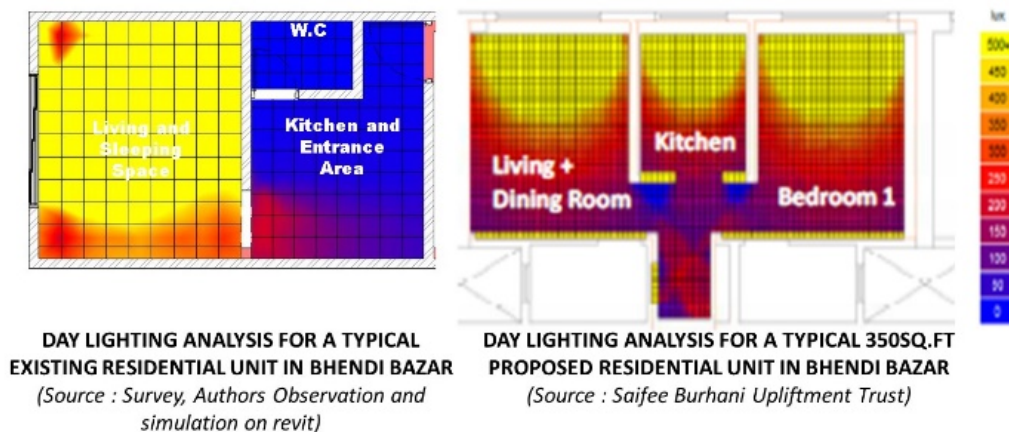 W.C
Living and
Sleeping
Space
Kitchen and
Entrance
Area
Kitchen
Living +
Dining Room
Bedroom 1
lux
500+
450
400
350
300
250
200
150
100
50
0
DAY LIGHTING ANALYSIS FOR A TYPICAL
EXISTING RESIDENTIAL UNIT IN BHENDI BAZAR
(Source : Survey, Authors Observation and
simulation on revit)
DAY LIGHTING ANALYSIS FOR A TYPICAL 350SQ.FT
PROPOSED RESIDENTIAL UNIT IN BHENDI BAZAR
(Source : Saifee Burhani Upliftment Trust)